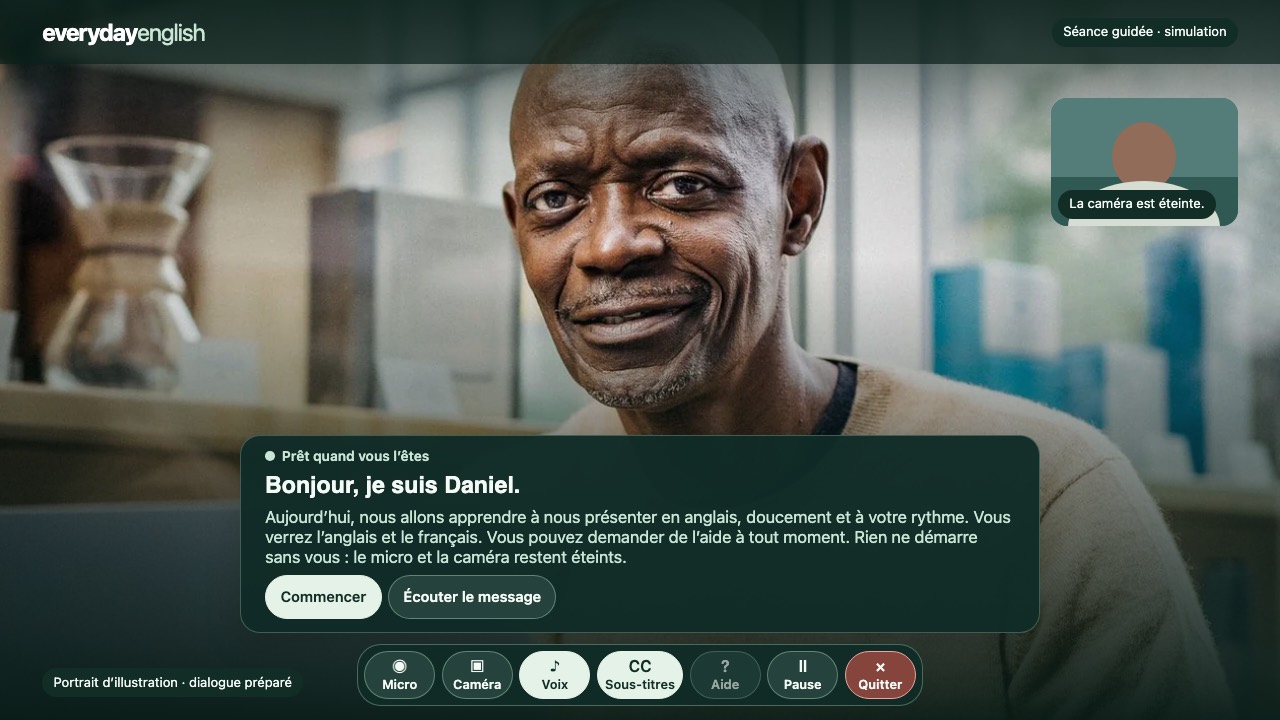 everydayenglish
Séance guidée · simulation
La caméra est éteinte.
Prêt quand vous l’êtes
Bonjour, je suis Daniel.
Aujourd’hui, nous allons apprendre à nous présenter en anglais, doucement et à votre rythme. Vous
verrez l’anglais et le français. Vous pouvez demander de l’aide à tout moment. Rien ne démarre
sans vous : le micro et la caméra restent éteints.
Commencer
Écouter le message
Micro
Caméra
Voix
CC
Sous-titres
?
Aide
Pause
×
Quitter
Portrait d’illustration · dialogue préparé